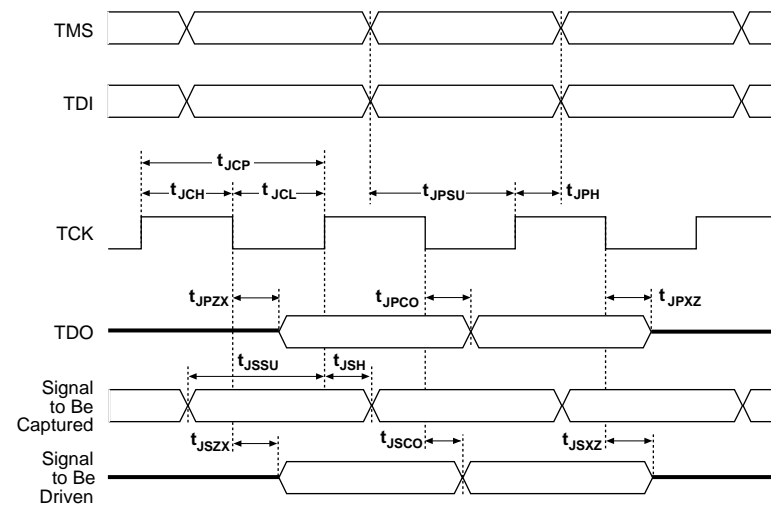 TMS
TDI
tJCP
tJCH
tJCL
tJPSU
tJPH
TCK
tJPZX
tJPCO
tJPXZ
TDO
tJSSU
tJSH
Signal
to Be
Captured
tJSZX
tJSCO
tJSXZ
Signal
to Be
Driven